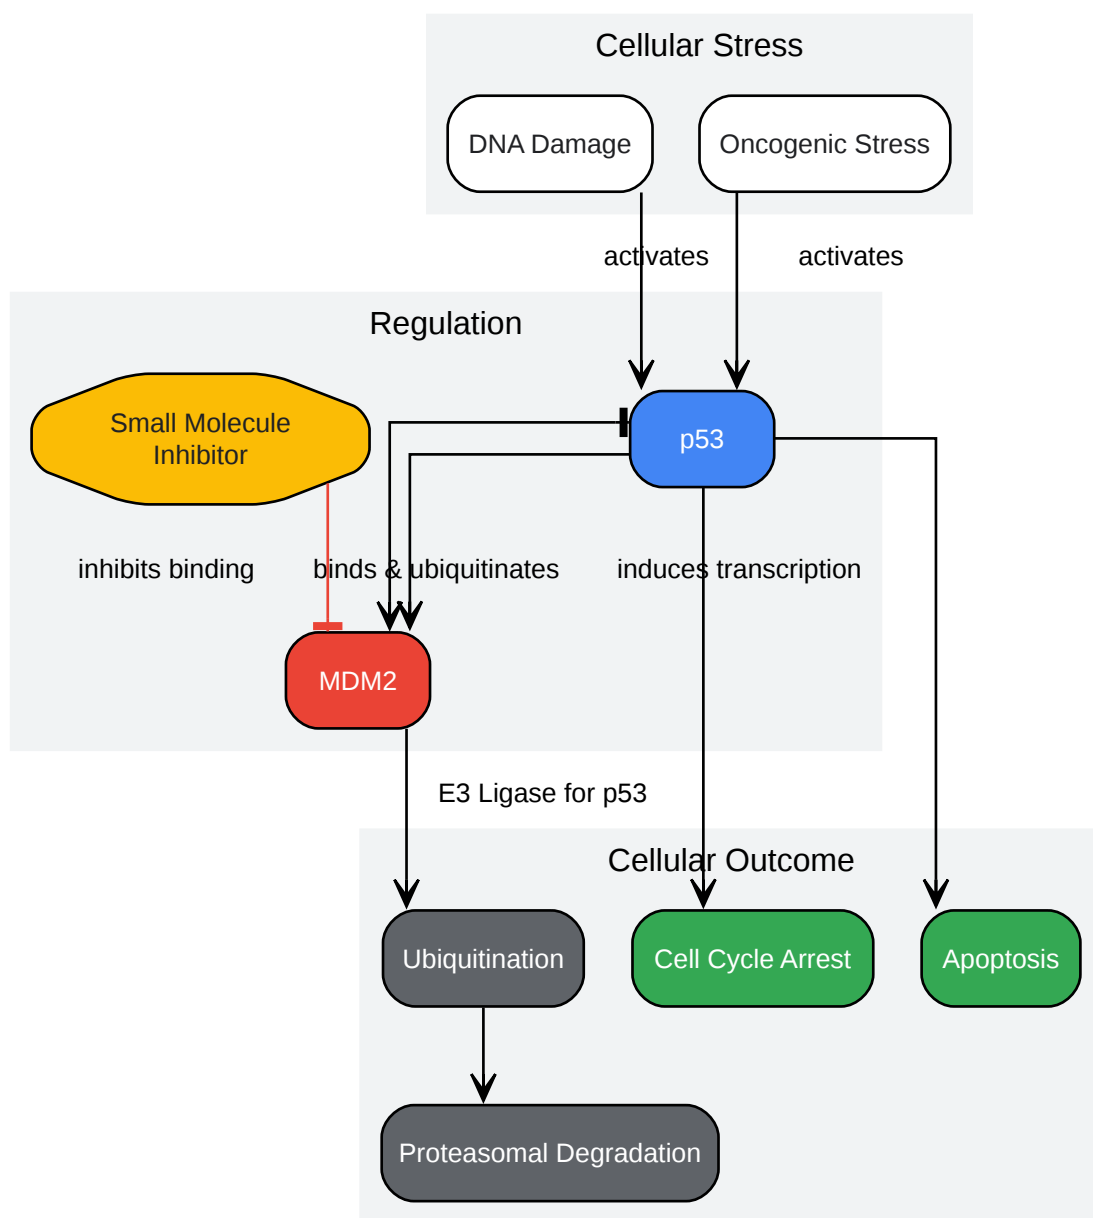 Cellular Stress
DNA Damage
Oncogenic Stress
activates
activates
Regulation
Small Molecule
Inhibitor
p53
inhibits binding
binds & ubiquitinates
induces transcription
MDM2
E3 Ligase for p53
Cellular Outcome
Ubiquitination
Cell Cycle Arrest
Apoptosis
Proteasomal Degradation